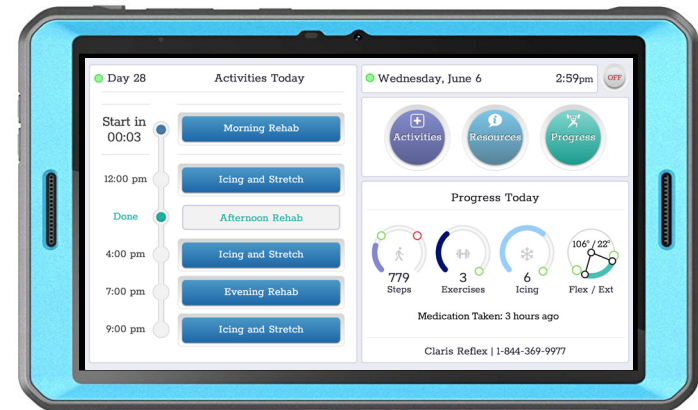 Day 28
Activities Today
Start in
00:03
Morning Rehab
12:00 pm
Icing and Stretch
Done
Afternoon Rehab
4:00 pm
Icing and Stretch
7:00 pm
Evening Rehab
9:00 pm
Icing and Stretch
Wednesday, June 6
2:59pm
OFF
Activities
Resources
Progress
Progress Today
779
Steps
3
Exercises
6
Icing
106° / 22°
Flex / Ext
Medication Taken: 3 hours ago
Claris Reflex | 1-844-369-9977